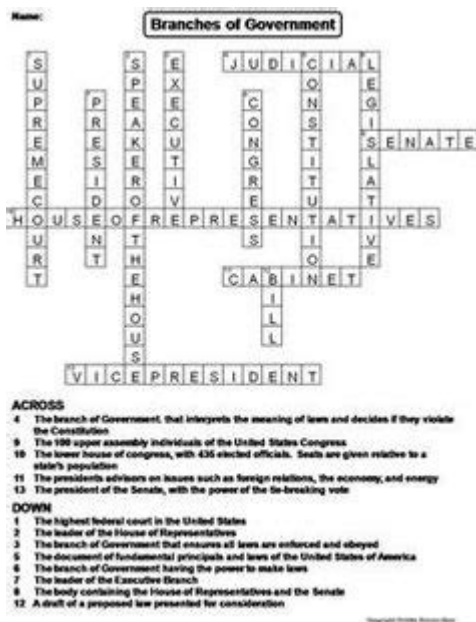 Name:
Branches of Government
SUPREMECOURT
SPEAKEROFTHEHOUSE
EXECUTIVE
JUDICIAL
CONSTITUTION
LEGISLATIVE
PRESIDENT
CONGRESS
SENATE
HOUSEOFREPRESENTATIVES
CABINET
BILL
VICEPRESIDENT
ACROSS
4 The branch of Government, that interprets the meaning of laws and decides if they violate
the Constitution
9 The 100 upper assembly individuals of the United States Congress
10 The lower house of congress, with 435 elected officials. Seats are given relative to a
state's population
11 The presidents advisors on issues such as foreign relations, the economy, and energy
13 The president of the Senate, with the power of the tie-breaking vote
DOWN
1 The highest federal court in the United States
2 The leader of the House of Representatives
3 The branch of Government that ensures all laws are enforced and obeyed
5 The document of fundamental principals and laws of the United States of America
6 The branch of Government having the power to make laws
7 The leader of the Executive Branch
8 The body containing the House of Representatives and the Senate
12 A draft of a proposed law presented for consideration